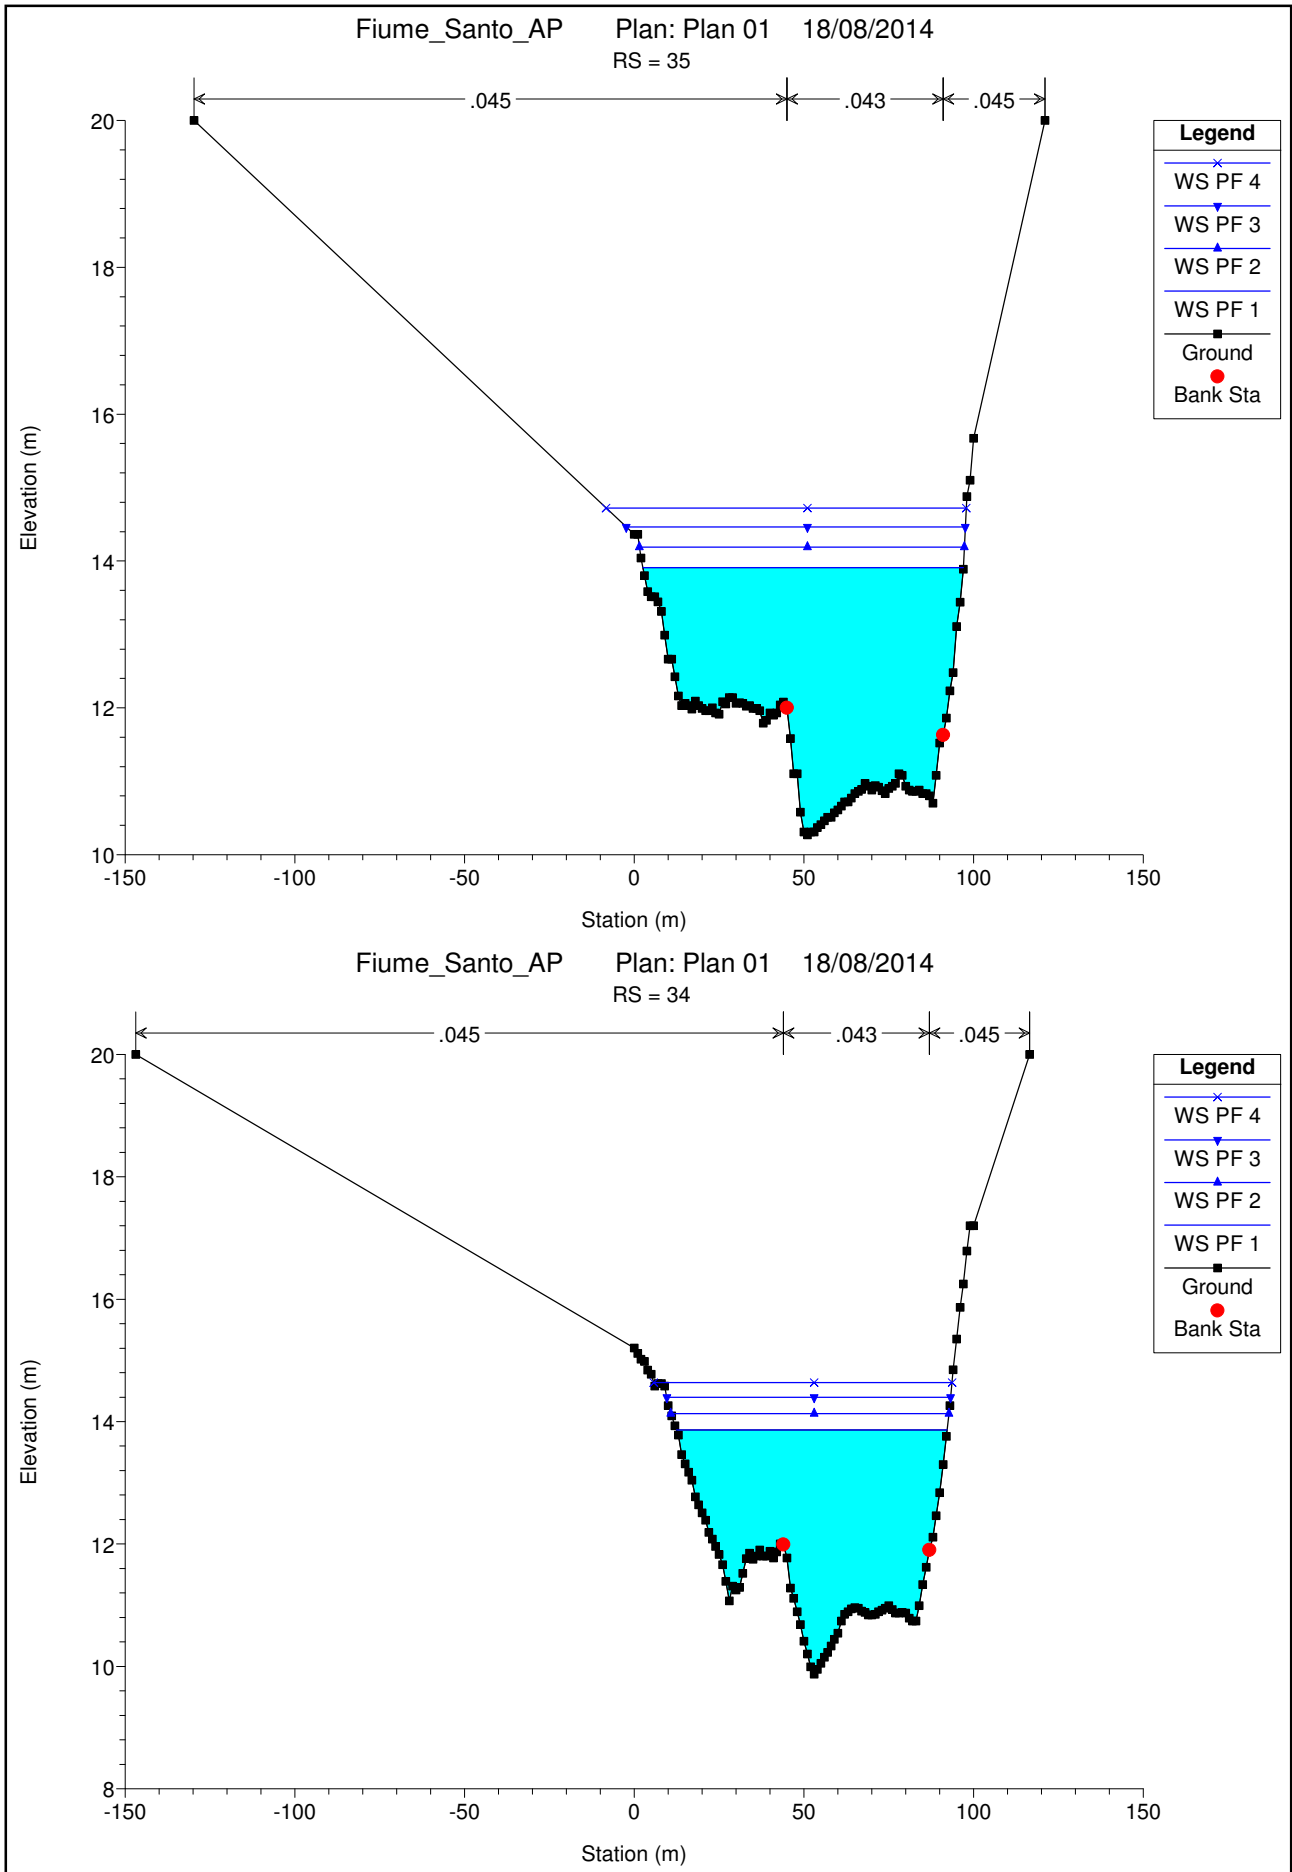 Fiume_Santo_AP Plan: Plan 01 18/08/2014
RS = 35
.045 .043 .045
Legend
WS PF 4
WS PF 3
WS PF 2
WS PF 1
Ground
Bank Sta
20
18
16
14
12
10
Elevation (m)
-150 -100 -50 0 50 100 150
Station (m)
Fiume_Santo_AP Plan: Plan 01 18/08/2014
RS = 34
.045 .043 .045
Legend
WS PF 4
WS PF 3
WS PF 2
WS PF 1
Ground
Bank Sta
20
18
16
14
12
10
8
Elevation (m)
-150 -100 -50 0 50 100 150
Station (m)